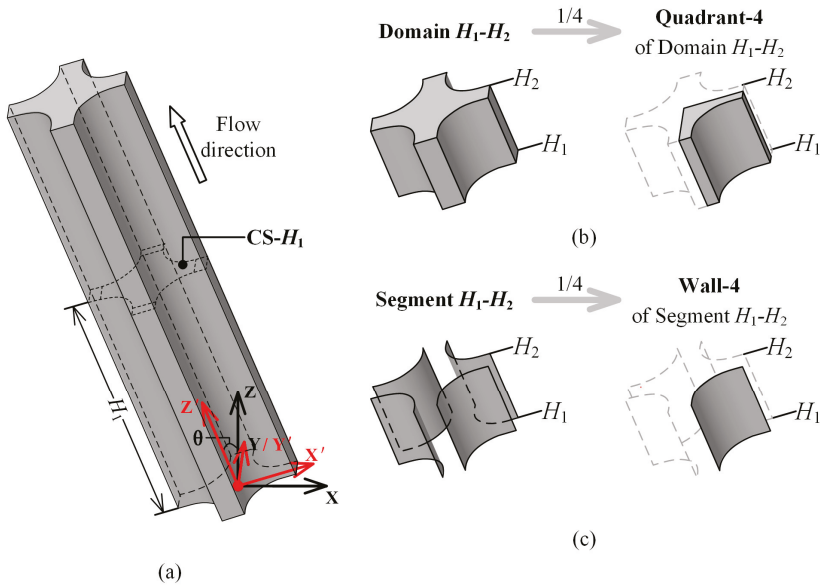 Flow
direction
CS-H₁
H₁
Z'
Z
θ
Y/Y'
X'
X
(a)
Domain H₁-H₂
1/4
Quadrant-4
of Domain H₁-H₂
H₂
H₁
H₂
H₁
(b)
Segment H₁-H₂
1/4
Wall-4
of Segment H₁-H₂
H₂
H₁
H₂
H₁
(c)